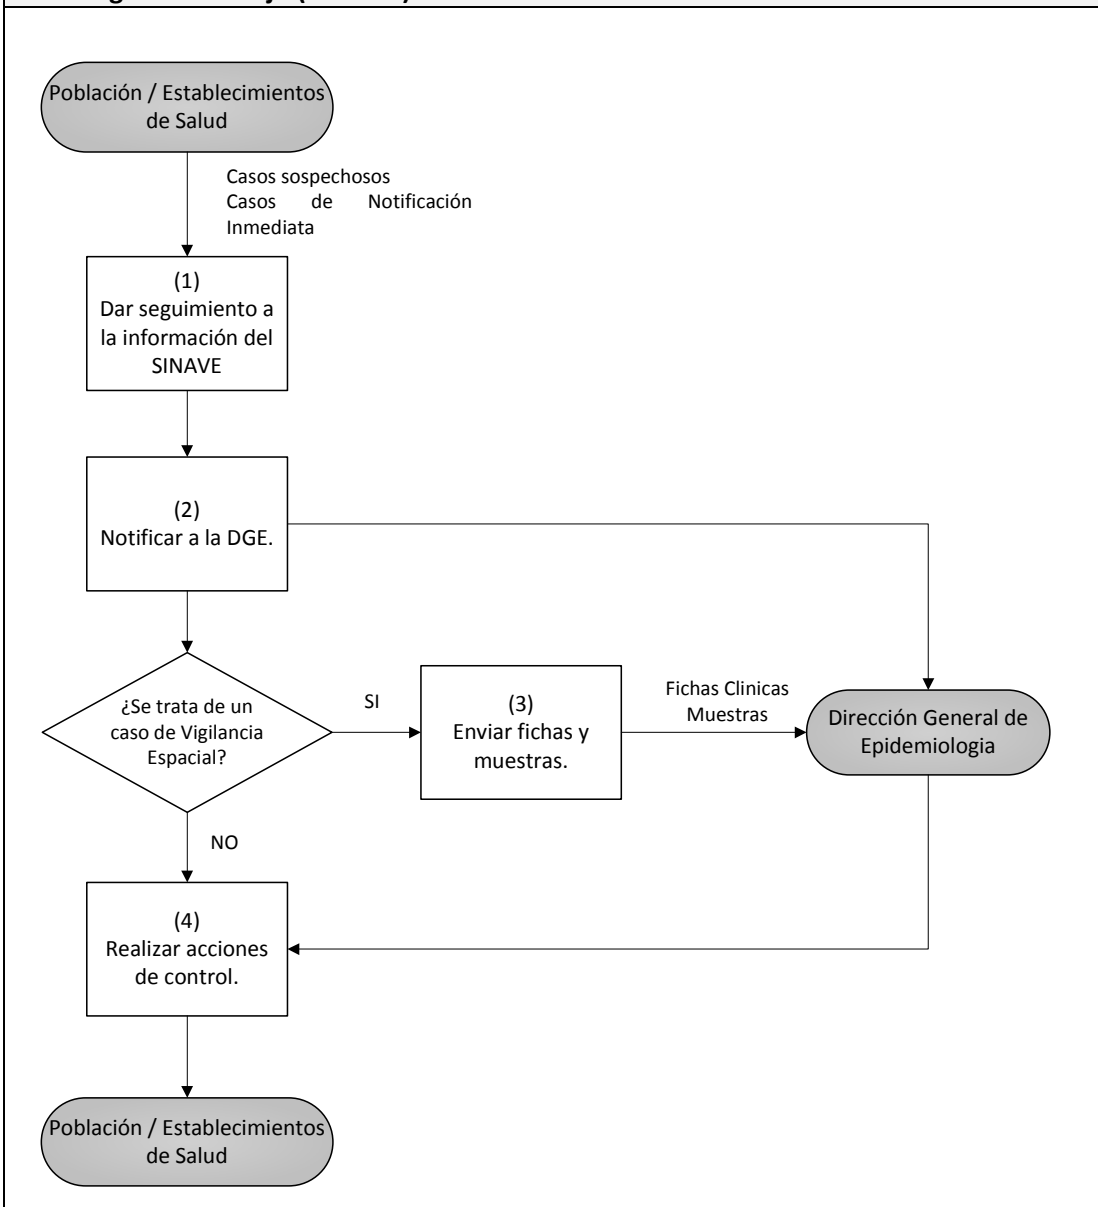 Población / Establecimientos
de Salud
Casos sospechosos
Casos de Notificación
Inmediata
(1)
Dar seguimiento a
la información del
SINAVE
(2)
Notificar a la DGE.
¿Se trata de un
caso de Vigilancia
Espacial?
SI
(3)
Enviar fichas y
muestras.
Fichas Clinicas
Muestras
Dirección General de
Epidemiologia
NO
(4)
Realizar acciones
de control.
Población / Establecimientos
de Salud